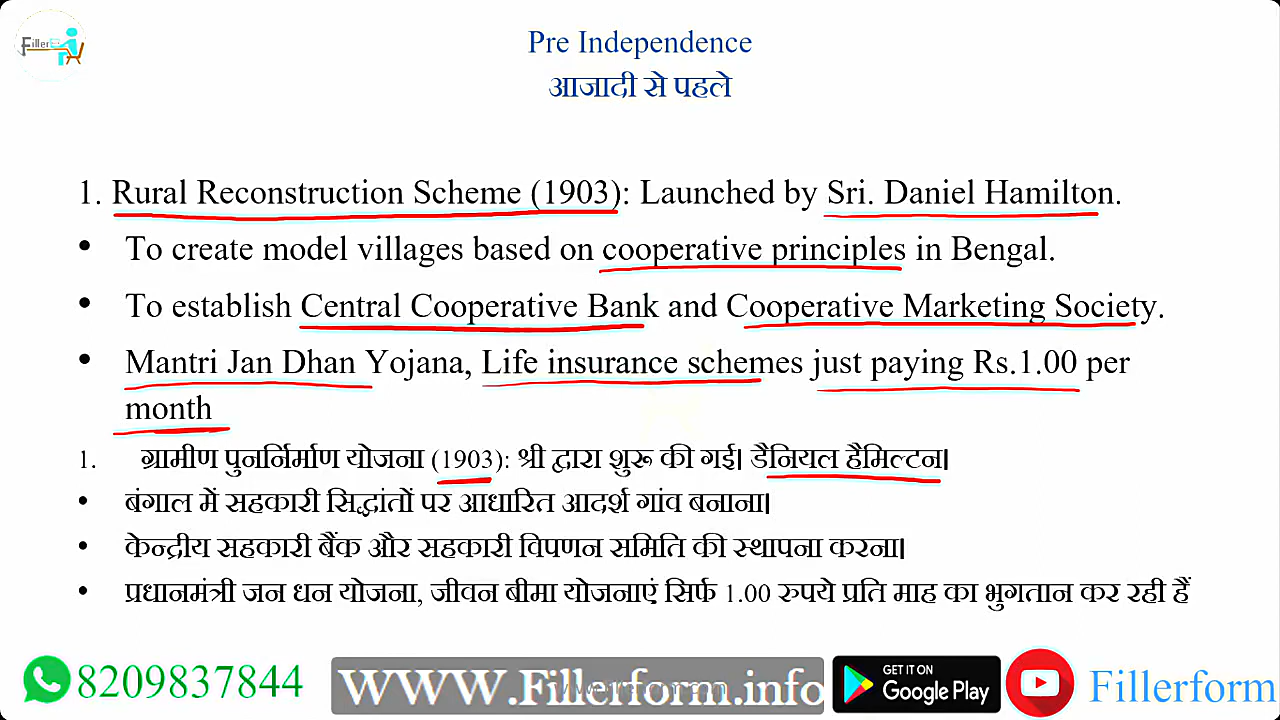 Filler
Pre Independence
आजादी से पहले
1. Rural Reconstruction Scheme (1903): Launched by Sri. Daniel Hamilton.
• To create model villages based on cooperative principles in Bengal.
• To establish Central Cooperative Bank and Cooperative Marketing Society.
• Mantri Jan Dhan Yojana, Life insurance schemes just paying Rs.1.00 per
month
1. ग्रामीण पुनर्निर्माण योजना (1903): श्री द्वारा शुरू की गई। डैनियल हैमिल्टन।
• बंगाल में सहकारी सिद्धांतों पर आधारित आदर्श गांव बनाना।
• केन्द्रीय सहकारी बैंक और सहकारी विपणन समिति की स्थापना करना।
• प्रधानमंत्री जन धन योजना, जीवन बीमा योजनाएं सिर्फ 1.00 रुपये प्रति माह का भुगतान कर रही हैं
8209837844
www.Fillerform.info
GET IT ON
Google Play
Fillerform